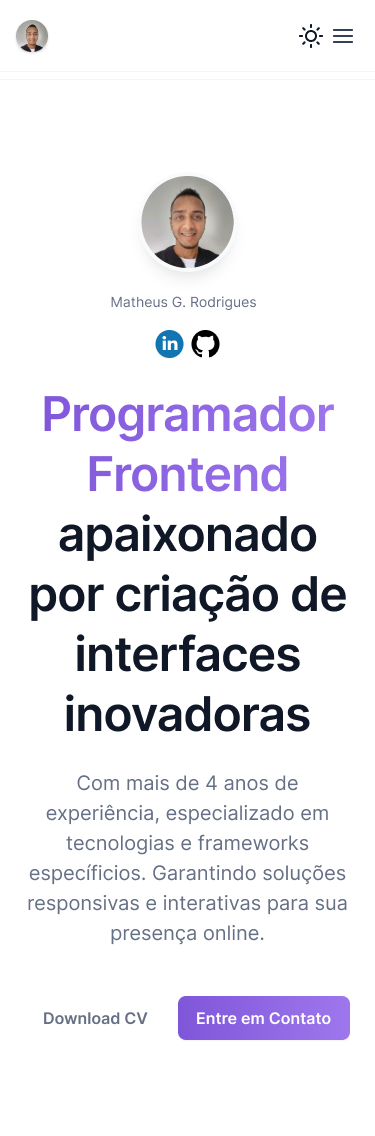 Matheus G. Rodrigues
in
Programador
Frontend
apaixonado
por criação de
interfaces
inovadoras
Com mais de 4 anos de
experiência, especializado em
tecnologias e frameworks
específicios. Garantindo soluções
responsivas e interativas para sua
presença online.
Download CV
Entre em Contato